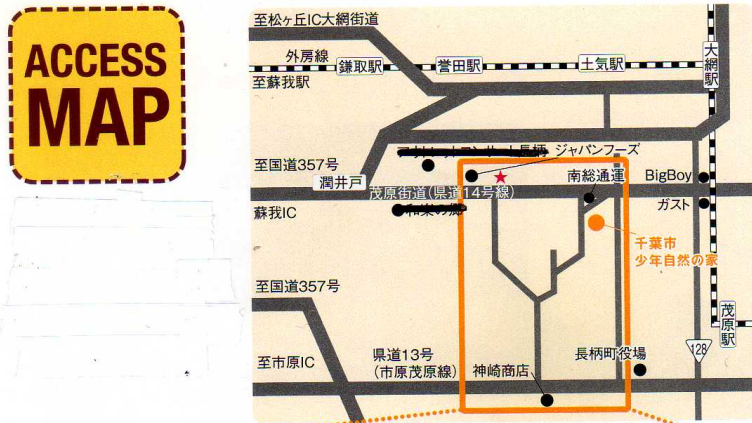 ACCESS
MAP
至松ヶ丘IC大網街道
外房線
鎌取駅
誉田駅
土気駅
大網駅
至蘇我駅
ジャパンフーズ
至国道357号
潤井戸
茂原街道(県道14号線)
南総通運
BigBoy
蘇我IC
ガスト
千葉市
少年自然の家
至国道357号
茂原駅
128
至市原IC
県道13号
(市原茂原線)
神崎商店
長柄町役場